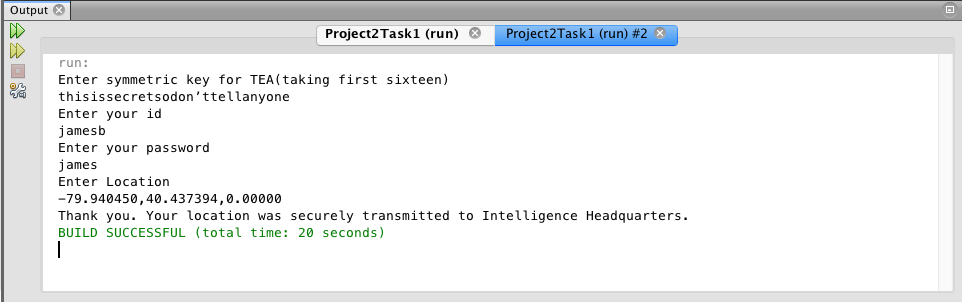 Output
Project2Task1 (run)
Project2Task1 (run) #2
run:
Enter symmetric key for TEA(taking first sixteen)
thisissecretsodon’ttellanyone
Enter your id
jamesb
Enter your password
james
Enter Location
-79.940450,40.437394,0.00000
Thank you. Your location was securely transmitted to Intelligence Headquarters.
BUILD SUCCESSFUL (total time: 20 seconds)